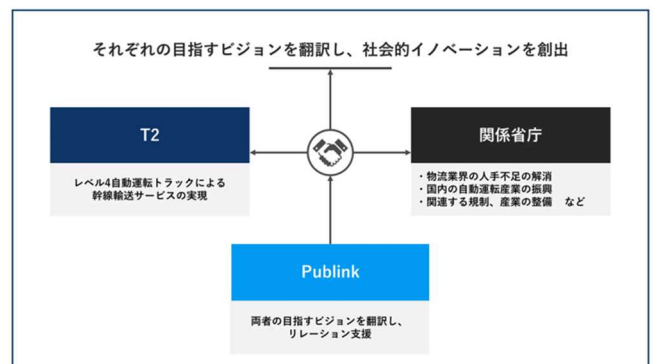 それぞれの目指すビジョンを翻訳し、社会的イノベーションを創出
T2
レベル4自動運転トラックによる
幹線輸送サービスの実現
関係省庁
・物流業界の人手不足の解消
・国内の自動運転産業の振興
・関連する規制、産業の整備　など
Publink
両者の目指すビジョンを翻訳し、
リレーション支援